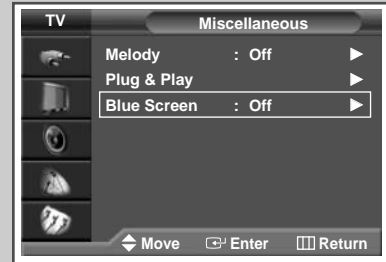 TV
Miscellaneous
Melody : Off
Plug & Play
Blue Screen : Off
Move Enter Return